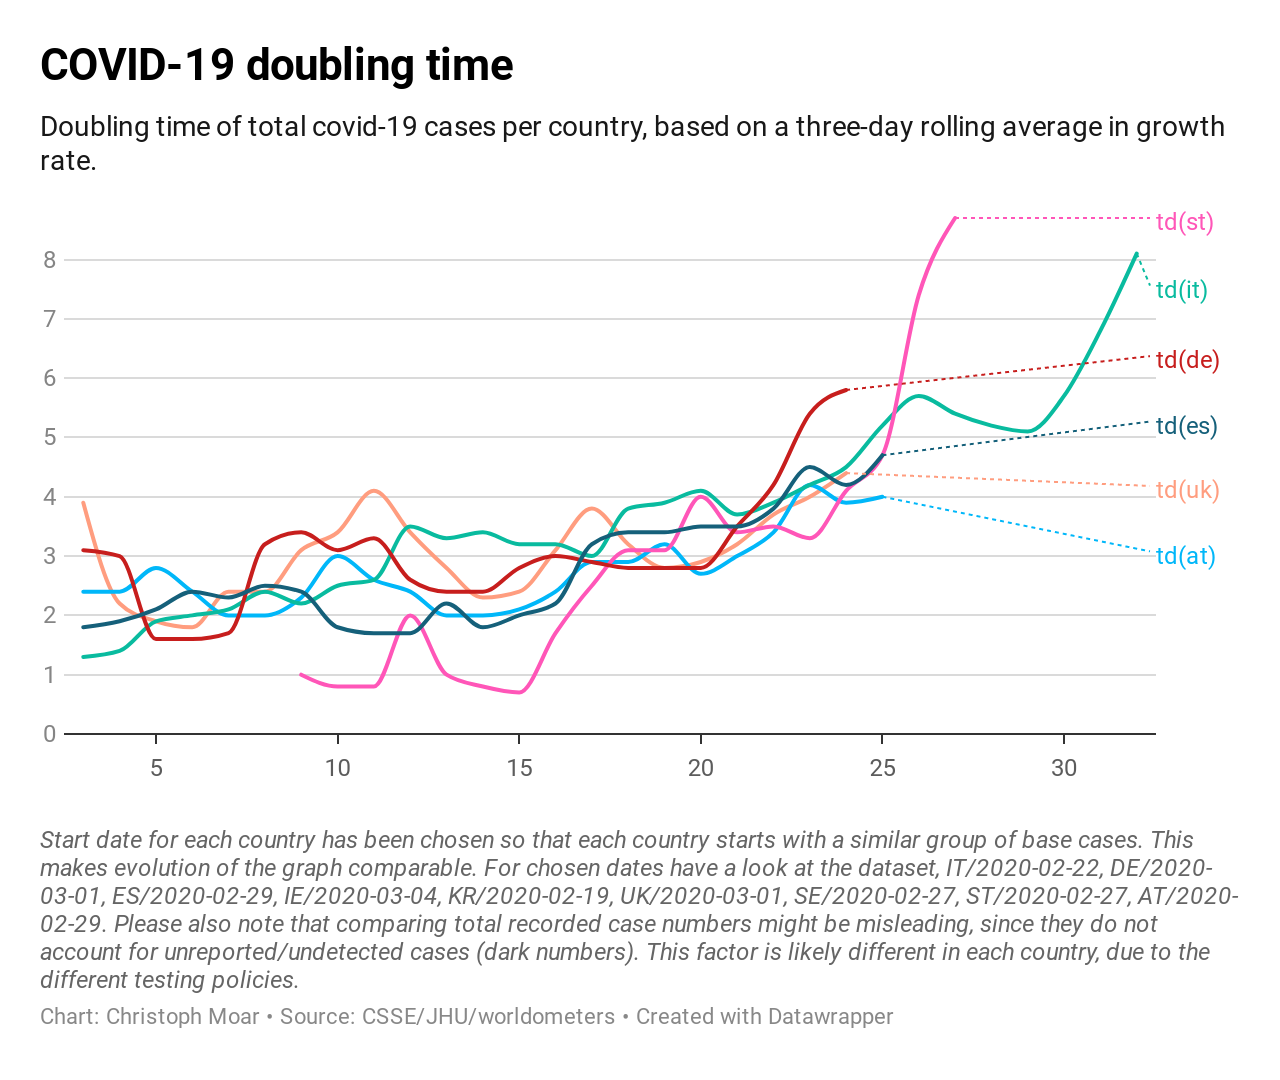 COVID-19 doubling time
Doubling time of total covid-19 cases per country, based on a three-day rolling average in growth
rate.
td(st)
8
td(it)
7
td(de)
6
td(es)
5
td(uk)
4
td(at)
3
2
1
0
5 10 15 20 25 30
Start date for each country has been chosen so that each country starts with a similar group of base cases. This
makes evolution of the graph comparable. For chosen dates have a look at the dataset, IT/2020-02-22, DE/2020-
03-01, ES/2020-02-29, IE/2020-03-04, KR/2020-02-19, UK/2020-03-01, SE/2020-02-27, ST/2020-02-27, AT/2020-
02-29. Please also note that comparing total recorded case numbers might be misleading, since they do not
account for unreported/undetected cases (dark numbers). This factor is likely different in each country, due to the
different testing policies.
Chart: Christoph Moar • Source: CSSE/JHU/worldometers • Created with Datawrapper